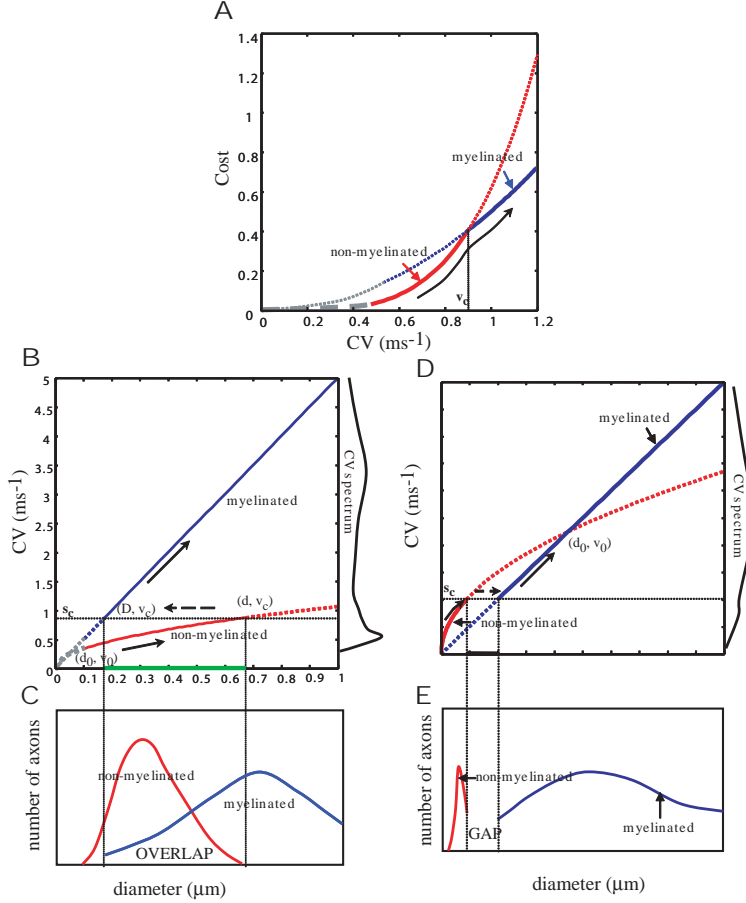 A
1.4
1.2
1
0.8
0.6
0.4
0.2
0
Cost
myelinated
non-myelinated
v_c
0 0.2 0.4 0.6 0.8 1 1.2
CV (ms-1)
B
5
4.5
4
3.5
3
2.5
2
1.5
1
0.5
0
CV (ms-1)
myelinated
s_c
(D, v_c)
(d, v_c)
non-myelinated
(d_0, v_0)
0 0.1 0.2 0.3 0.4 0.5 0.6 0.7 0.8 0.9 1
CV spectrum
D
myelinated
(d_0, v_0)
s_c
non-myelinated
CV spectrum
C
number of axons
non-myelinated
myelinated
OVERLAP
diameter (µm)
E
number of axons
non-myelinated
GAP
myelinated
diameter (µm)